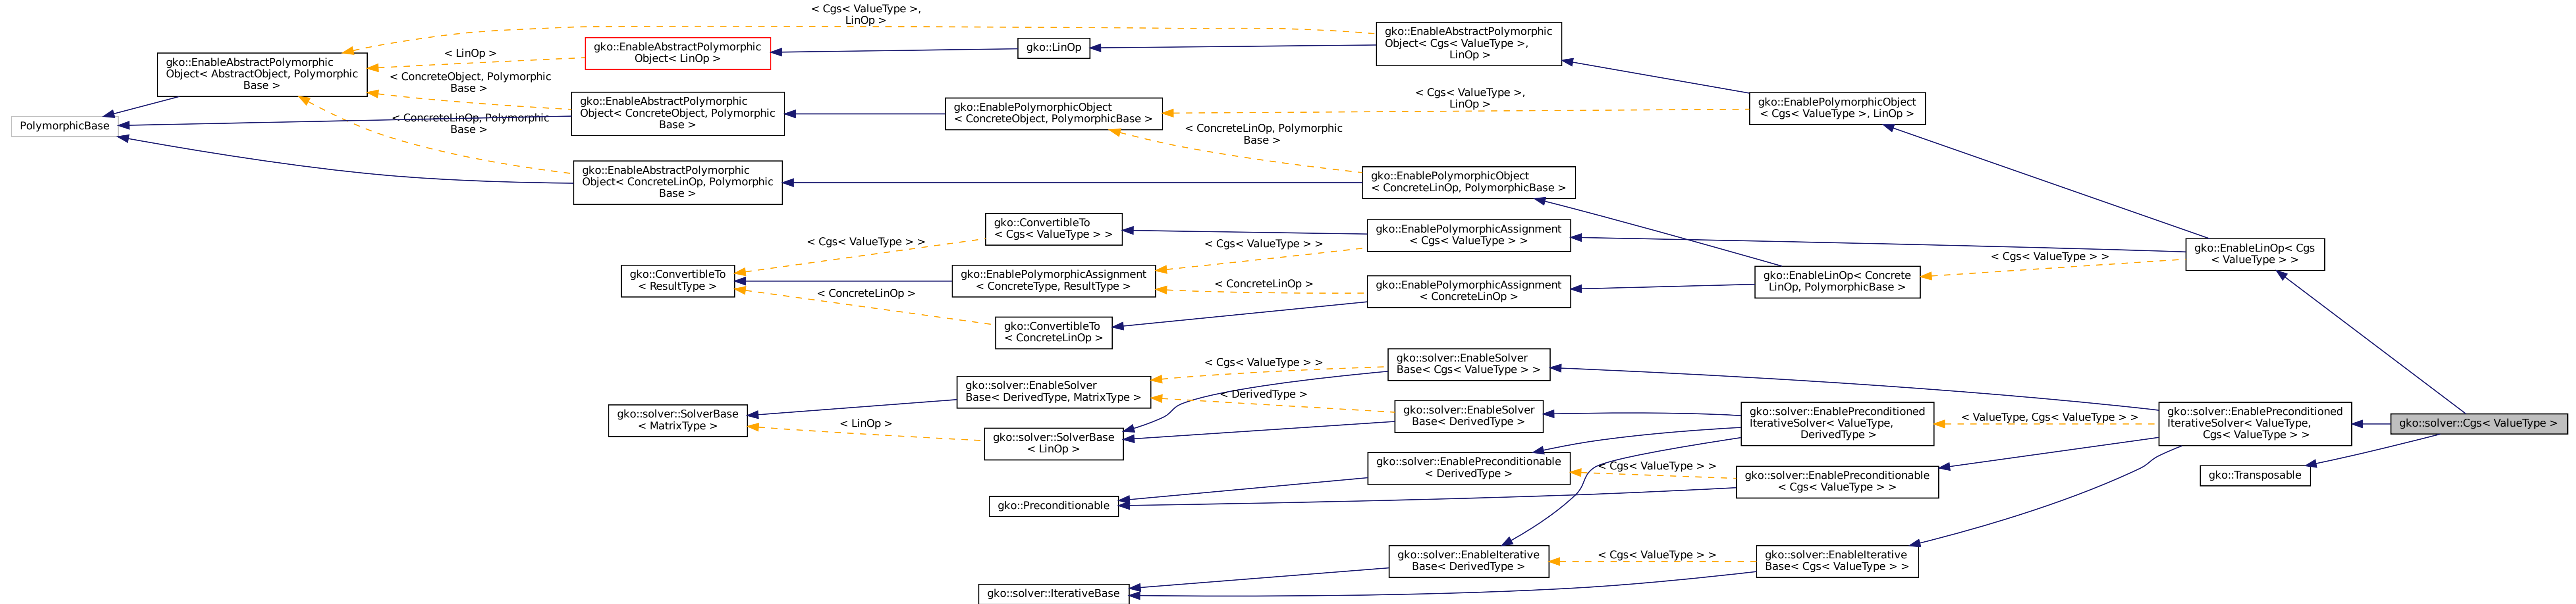 PolymorphicBase
gko::EnableAbstractPolymorphic
Object< AbstractObject, Polymorphic
Base >
< Cgs< ValueType >,
LinOp >
< LinOp >
< ConcreteObject, Polymorphic
Base >
< ConcreteLinOp, Polymorphic
Base >
gko::EnableAbstractPolymorphic
Object< LinOp >
gko::EnableAbstractPolymorphic
Object< ConcreteObject, Polymorphic
Base >
gko::EnableAbstractPolymorphic
Object< ConcreteLinOp, Polymorphic
Base >
gko::LinOp
gko::EnablePolymorphicObject
< ConcreteObject, PolymorphicBase >
gko::EnableAbstractPolymorphic
Object< Cgs< ValueType >,
LinOp >
< Cgs< ValueType >,
LinOp >
< ConcreteLinOp, Polymorphic
Base >
gko::EnablePolymorphicObject
< ConcreteLinOp, PolymorphicBase >
gko::EnablePolymorphicObject
< Cgs< ValueType >, LinOp >
gko::ConvertibleTo
< ResultType >
< Cgs< ValueType > >
< ConcreteLinOp >
gko::ConvertibleTo
< Cgs< ValueType > >
gko::EnablePolymorphicAssignment
< ConcreteType, ResultType >
gko::ConvertibleTo
< ConcreteLinOp >
< Cgs< ValueType > >
< ConcreteLinOp >
gko::EnablePolymorphicAssignment
< Cgs< ValueType > >
gko::EnablePolymorphicAssignment
< ConcreteLinOp >
gko::EnableLinOp< Concrete
LinOp, PolymorphicBase >
< Cgs< ValueType > >
gko::EnableLinOp< Cgs
< ValueType > >
gko::solver::SolverBase
< MatrixType >
< LinOp >
gko::solver::EnableSolver
Base< DerivedType, MatrixType >
gko::solver::SolverBase
< LinOp >
< Cgs< ValueType > >
< DerivedType >
gko::solver::EnableSolver
Base< Cgs< ValueType > >
gko::solver::EnableSolver
Base< DerivedType >
gko::solver::EnablePreconditionable
< DerivedType >
gko::Preconditionable
< Cgs< ValueType > >
gko::solver::EnablePreconditioned
IterativeSolver< ValueType,
DerivedType >
gko::solver::EnablePreconditionable
< Cgs< ValueType > >
< ValueType, Cgs< ValueType > >
gko::solver::EnablePreconditioned
IterativeSolver< ValueType,
Cgs< ValueType > >
gko::Transposable
gko::solver::Cgs< ValueType >
gko::solver::EnableIterative
Base< DerivedType >
< Cgs< ValueType > >
gko::solver::EnableIterative
Base< Cgs< ValueType > >
gko::solver::IterativeBase